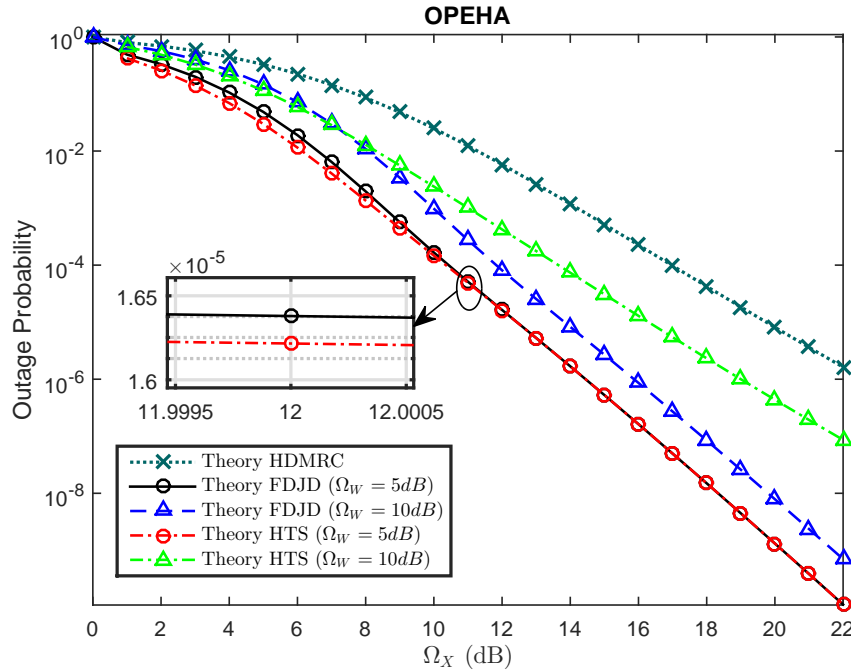 OPEHA
10^0
10^-2
10^-4
10^-6
10^-8
Outage Probability
×10^-5
1.65
1.6
11.9995 12 12.0005
Theory HDMRC
Theory FDJD (Ω_W = 5dB)
Theory FDJD (Ω_W = 10dB)
Theory HTS (Ω_W = 5dB)
Theory HTS (Ω_W = 10dB)
0 2 4 6 8 10 12 14 16 18 20 22
Ω_X (dB)